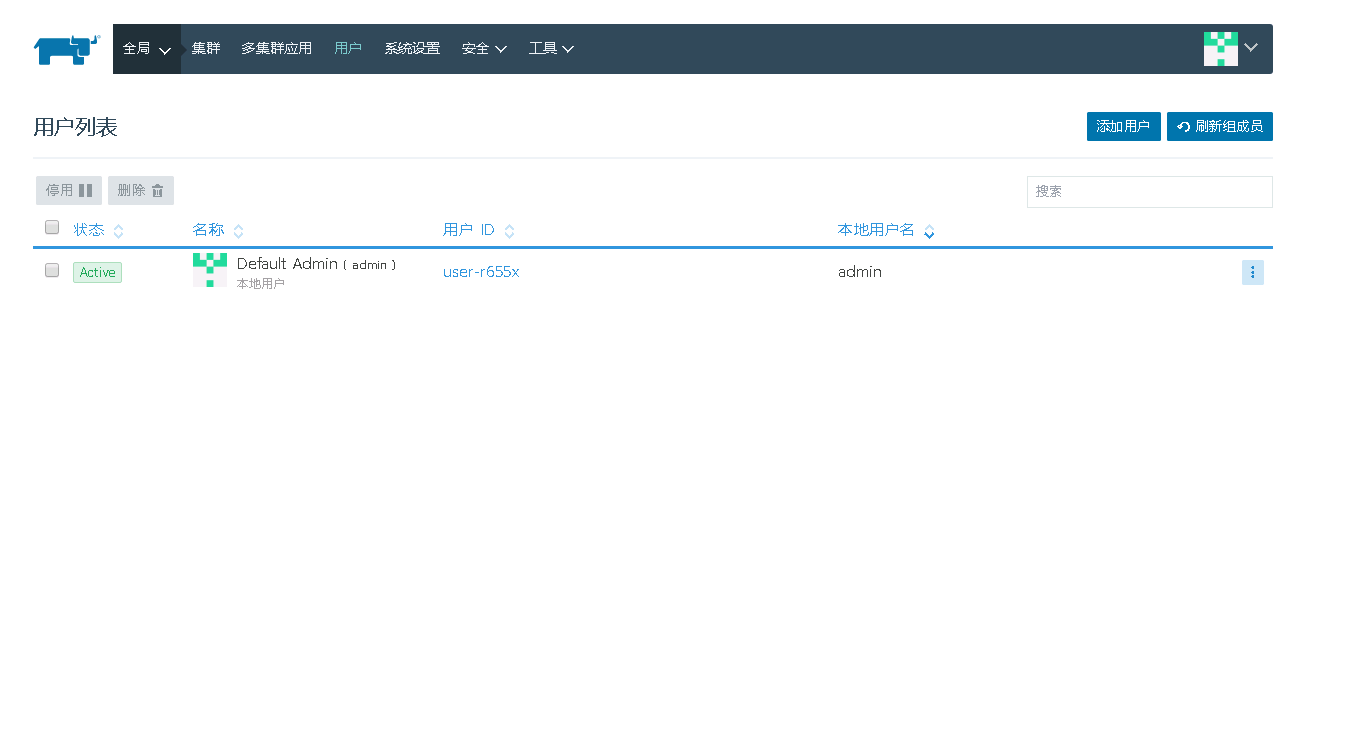 全局 集群 多集群应用 用户 系统设置 安全 工具
用户列表 添加用户 刷新组成员
停用 删除 搜索
状态 名称 用户 ID 本地用户名
Active Default Admin ( admin ) user-r655x admin
本地用户